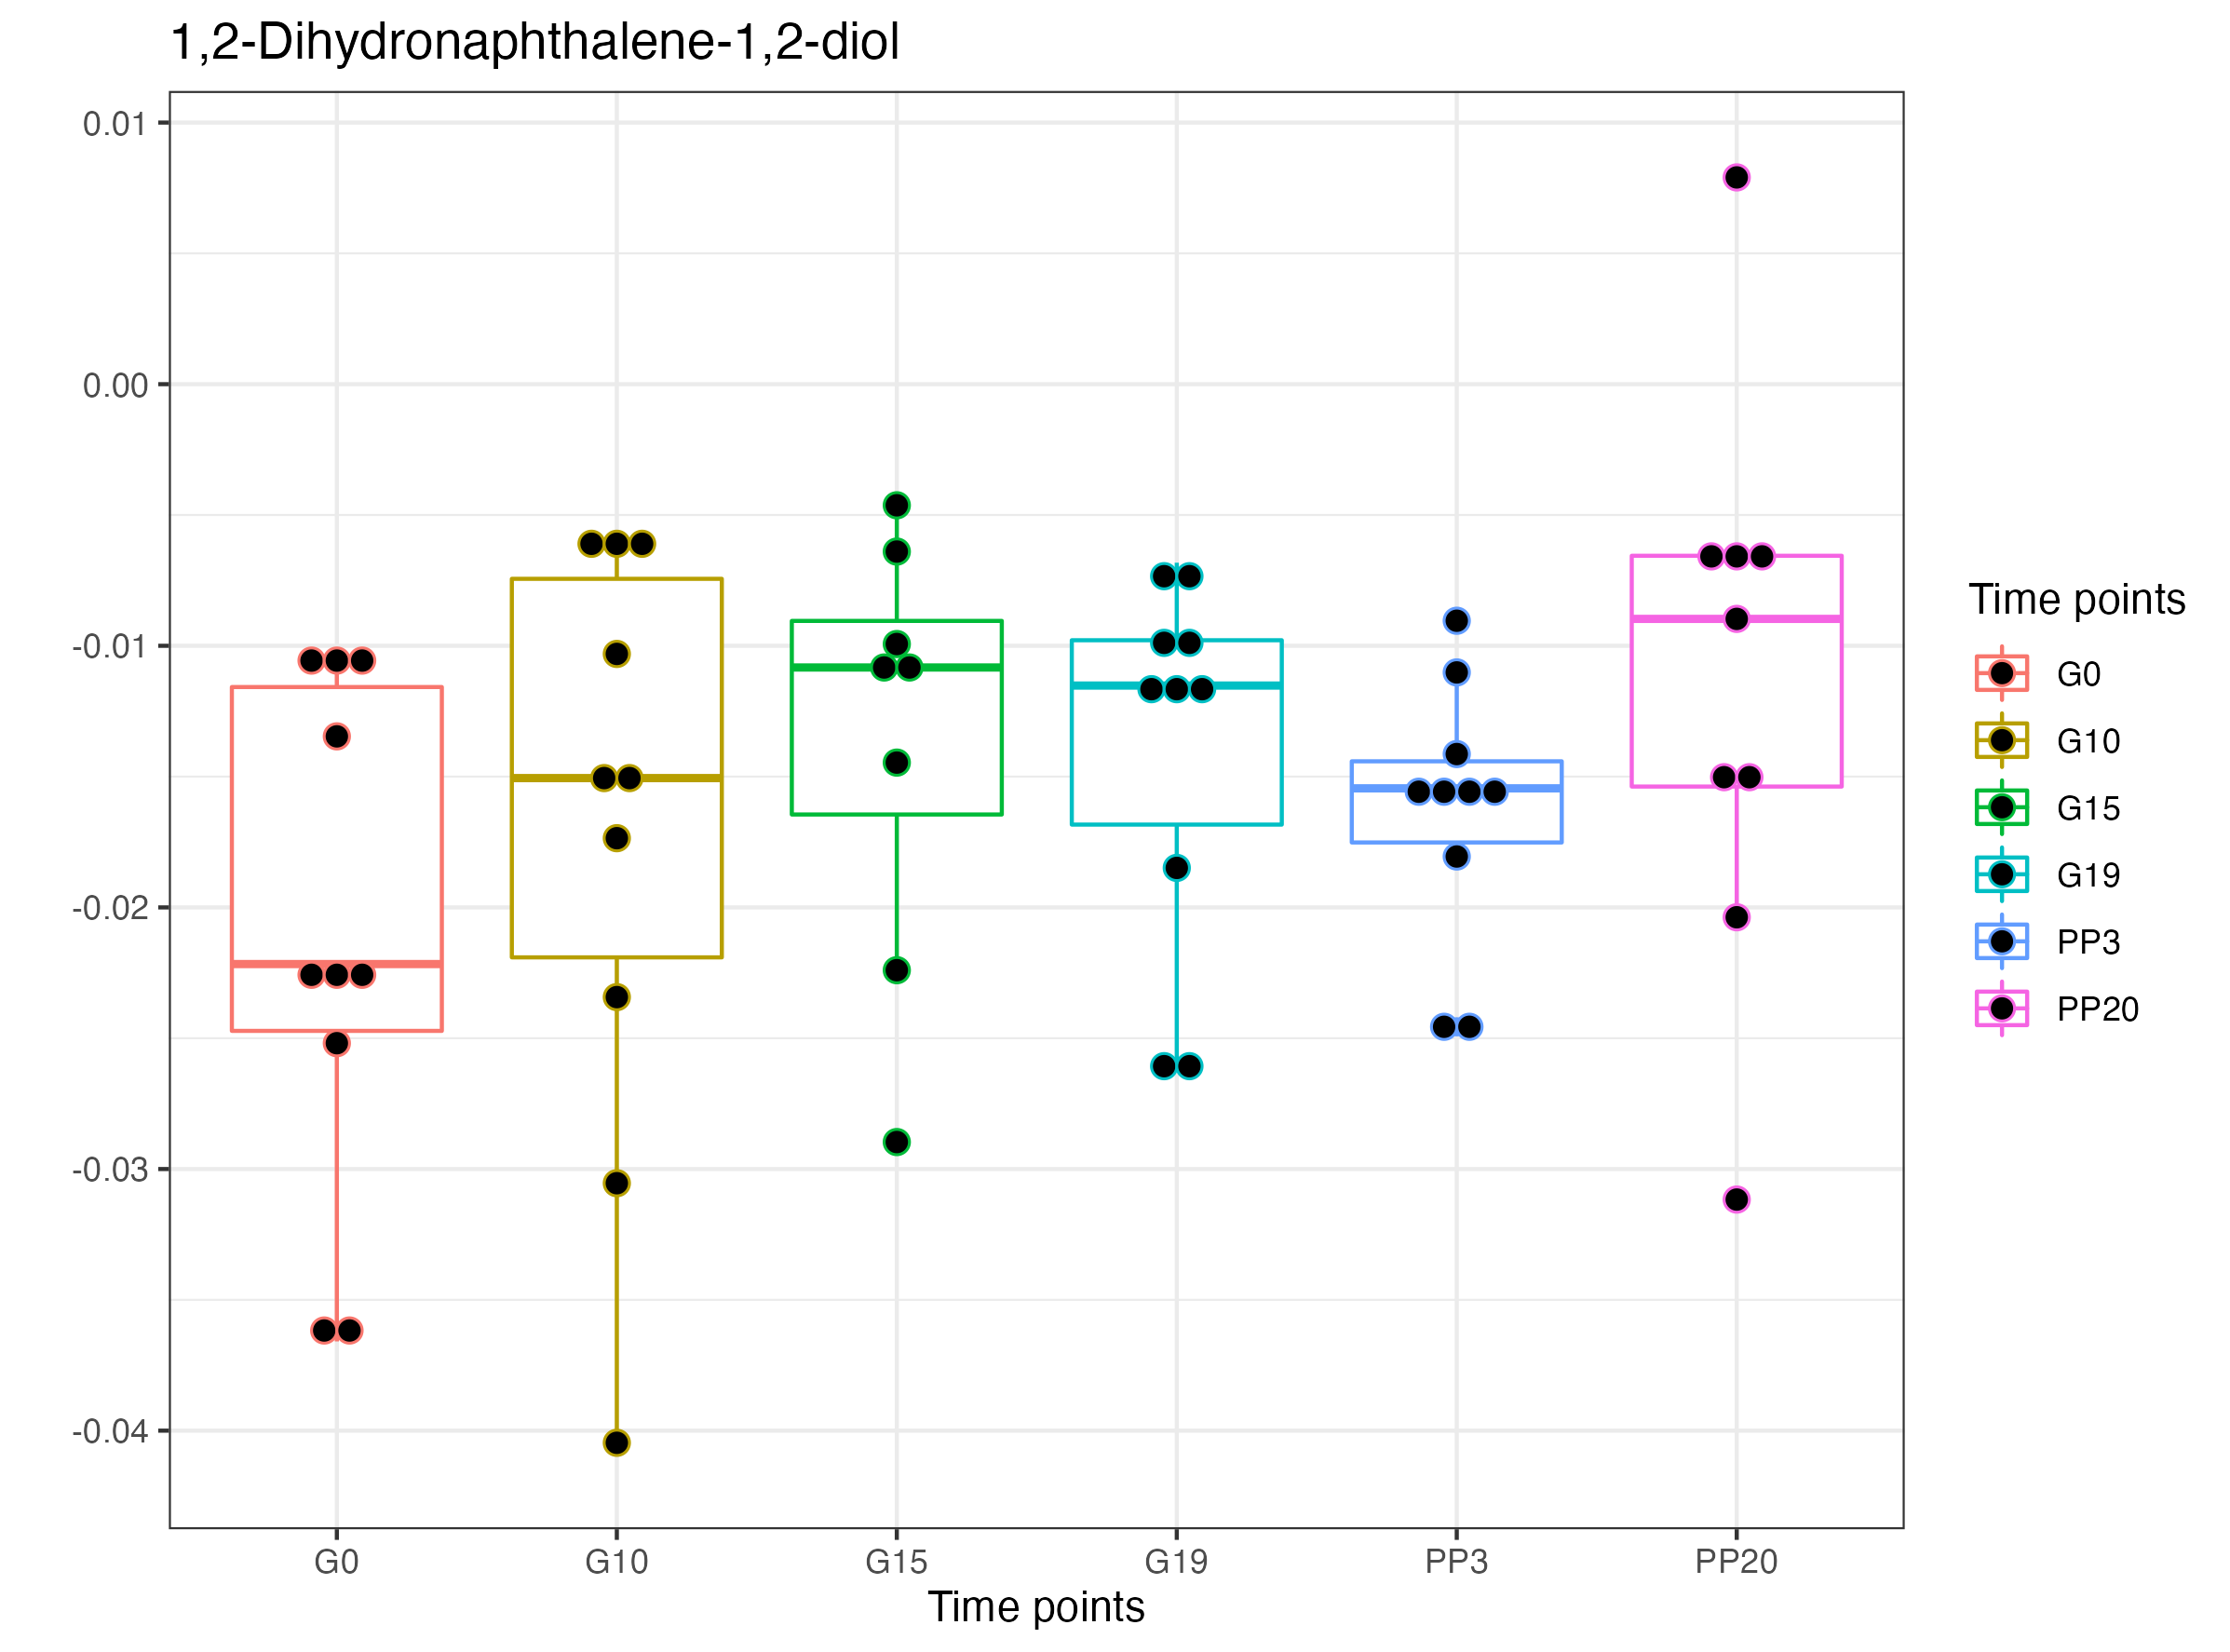 1,2-Dihydronaphthalene-1,2-diol
0.01
0.00
-0.01
-0.02
-0.03
-0.04
G0 G10 G15 G19 PP3 PP20
Time points
Time points
G0
G10
G15
G19
PP3
PP20